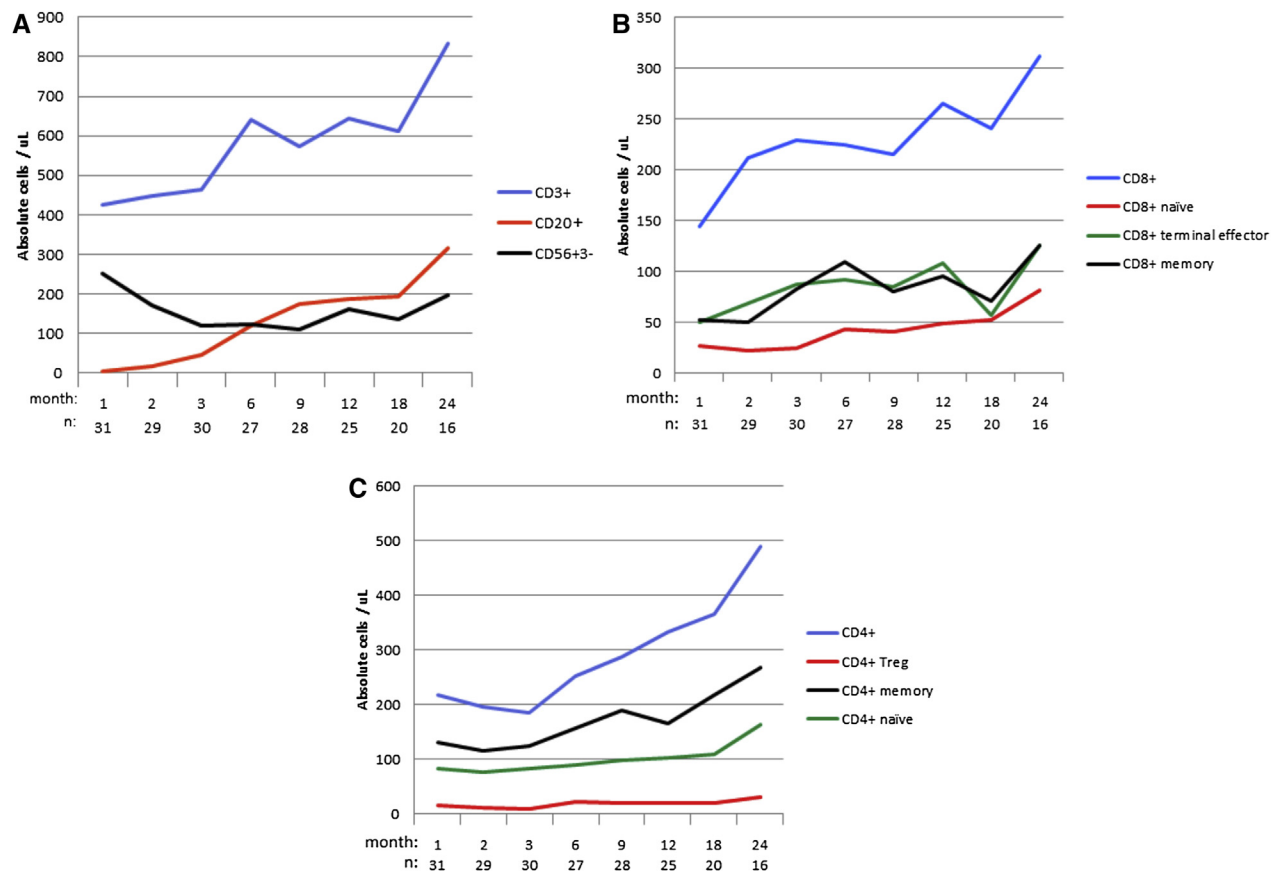 A
Absolute cells / uL
900
800
700
600
500
400
300
200
100
0
month: 1 2 3 6 9 12 18 24
n: 31 29 30 27 28 25 20 16
CD3+
CD20+
CD56+3-
B
Absolute cells / uL
350
300
250
200
150
100
50
0
month: 1 2 3 6 9 12 18 24
n: 31 29 30 27 28 25 20 16
CD8+
CD8+ naïve
CD8+ terminal effector
CD8+ memory
C
Absolute cells / uL
600
500
400
300
200
100
0
month: 1 2 3 6 9 12 18 24
n: 31 29 30 27 28 25 20 16
CD4+
CD4+ Treg
CD4+ memory
CD4+ naïve